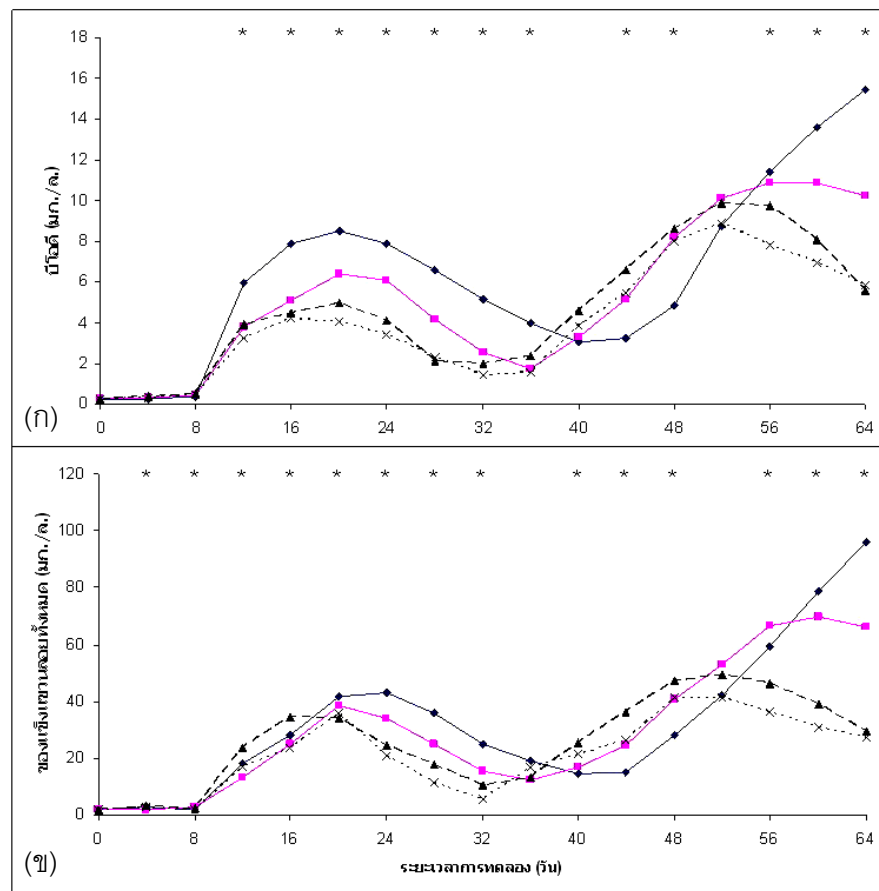 * * * * * * * * * * * * *
18
16
14
12
10
8
6
4
2
0
บีโอดี (มก./ล.)
0 8 16 24 32 40 48 56 64
(ก)
* * * * * * * * * * * * * *
120
100
80
60
40
20
0
ของแข็งแขวนลอยทั้งหมด (มก./ล.)
0 8 16 24 32 40 48 56 64
(ข)
ระยะเวลาการทดลอง (วัน)